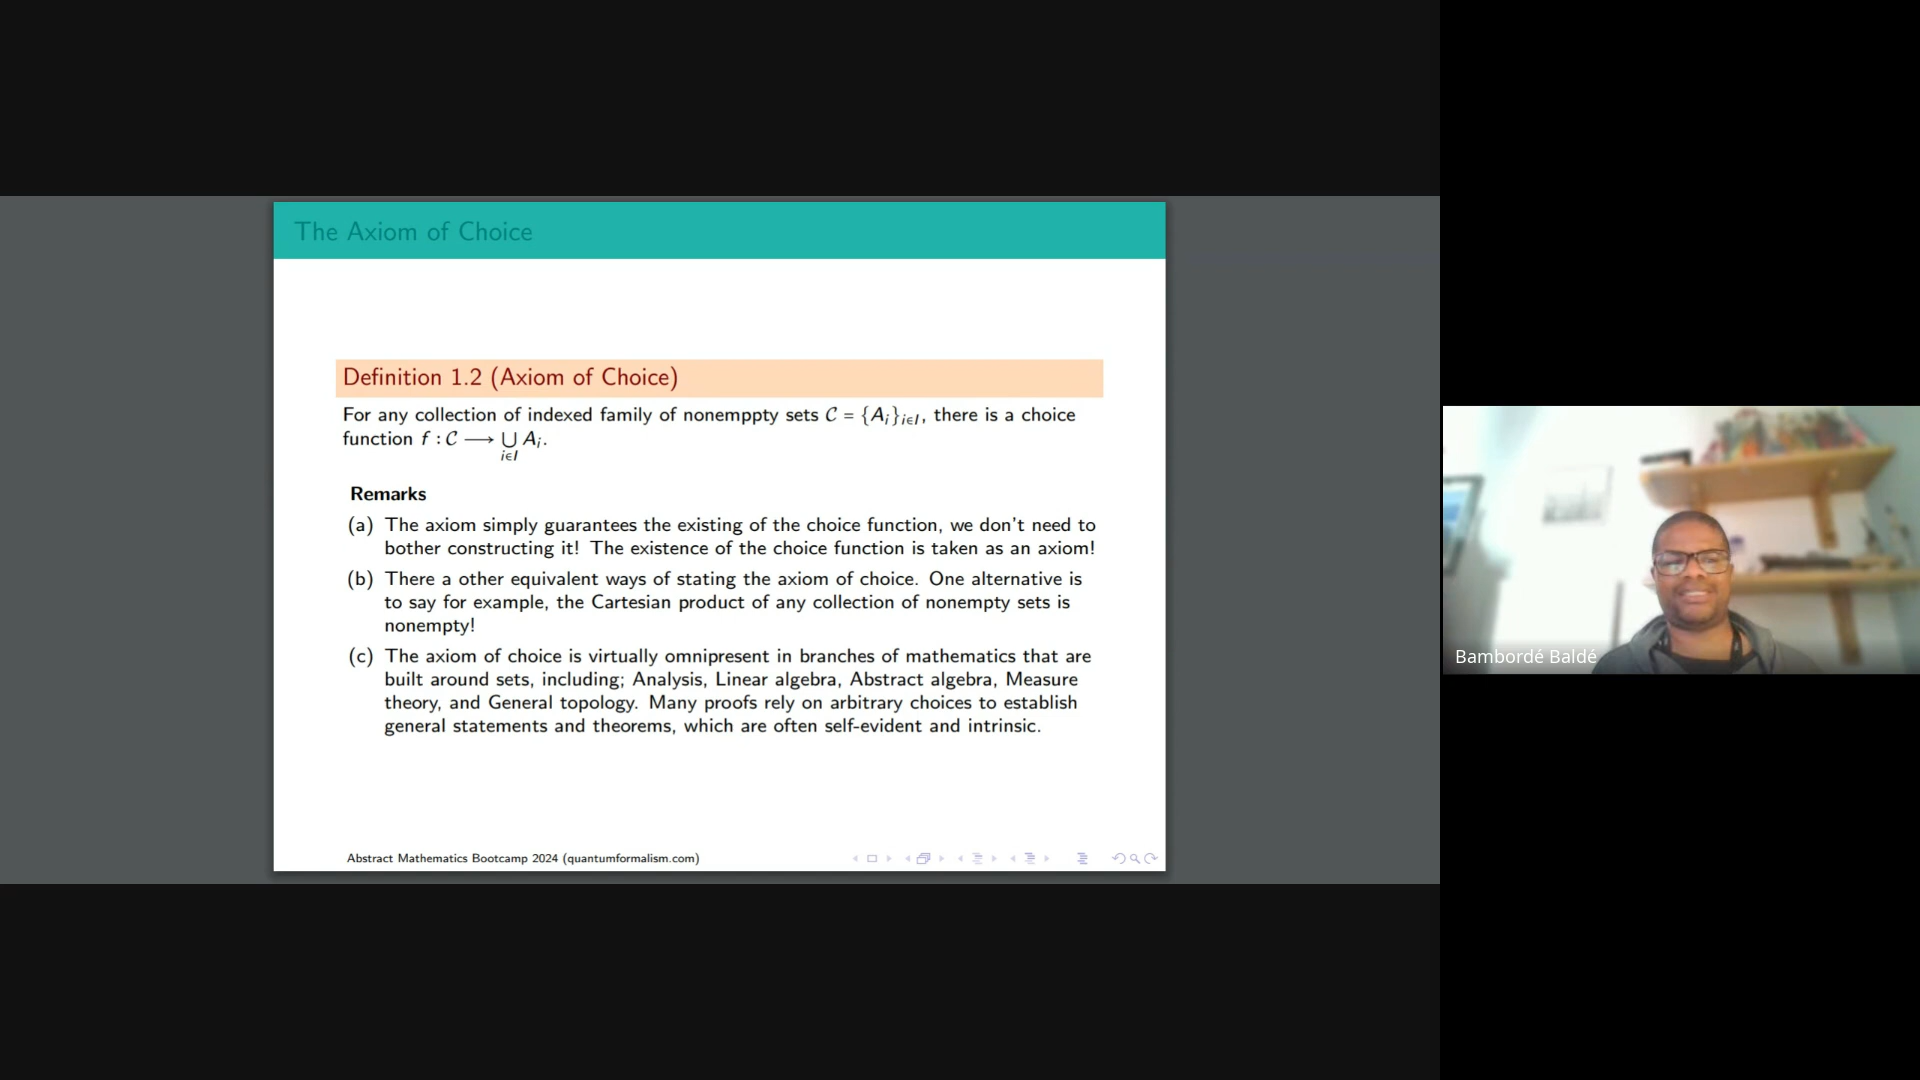 The Axiom of Choice
Definition 1.2 (Axiom of Choice)
For any collection of indexed family of nonemppty sets 𝒞 = {Aᵢ}ᵢ∈I, there is a choice
function f : 𝒞 ⟶ ⋃ Aᵢ.
i∈I
Remarks
(a) The axiom simply guarantees the existing of the choice function, we don't need to
bother constructing it! The existence of the choice function is taken as an axiom!
(b) There a other equivalent ways of stating the axiom of choice. One alternative is
to say for example, the Cartesian product of any collection of nonempty sets is
nonempty!
(c) The axiom of choice is virtually omnipresent in branches of mathematics that are
built around sets, including; Analysis, Linear algebra, Abstract algebra, Measure
theory, and General topology. Many proofs rely on arbitrary choices to establish
general statements and theorems, which are often self-evident and intrinsic.
Abstract Mathematics Bootcamp 2024 (quantumformalism.com)
Bambordé Baldé